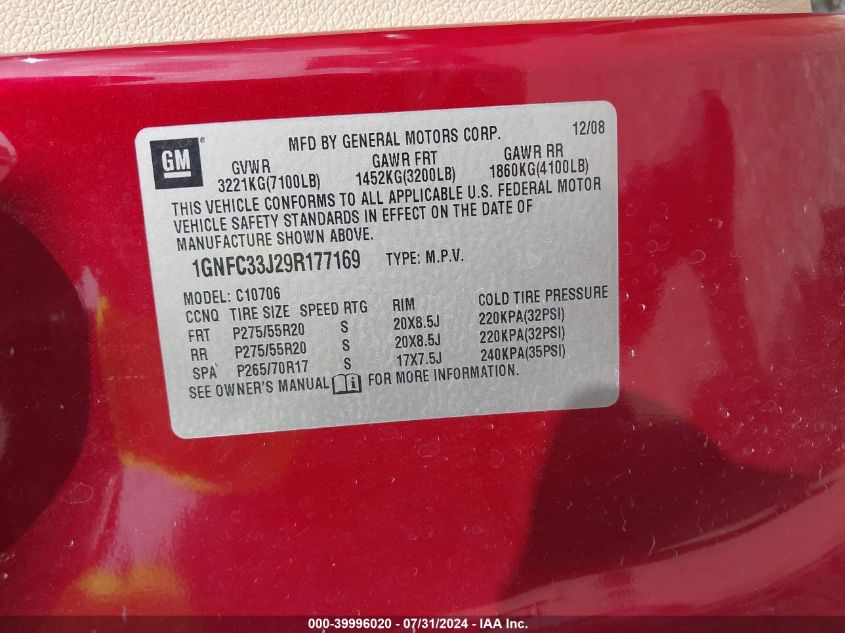 GM
MFD BY GENERAL MOTORS CORP. 12/08
GVWR GAWR FRT GAWR RR
3221KG(7100LB) 1452KG(3200LB) 1860KG(4100LB)
THIS VEHICLE CONFORMS TO ALL APPLICABLE U.S. FEDERAL MOTOR
VEHICLE SAFETY STANDARDS IN EFFECT ON THE DATE OF
MANUFACTURE SHOWN ABOVE.
1GNFC33J29R177169 TYPE: M.P.V.
MODEL: C10706
CCNQ TIRE SIZE SPEED RTG RIM COLD TIRE PRESSURE
FRT P275/55R20 S 20X8.5J 220KPA(32PSI)
RR P275/55R20 S 20X8.5J 220KPA(32PSI)
SPA P265/70R17 S 17X7.5J 240KPA(35PSI)
SEE OWNER'S MANUAL FOR MORE INFORMATION.
000-39996020 - 07/31/2024 - IAA Inc.